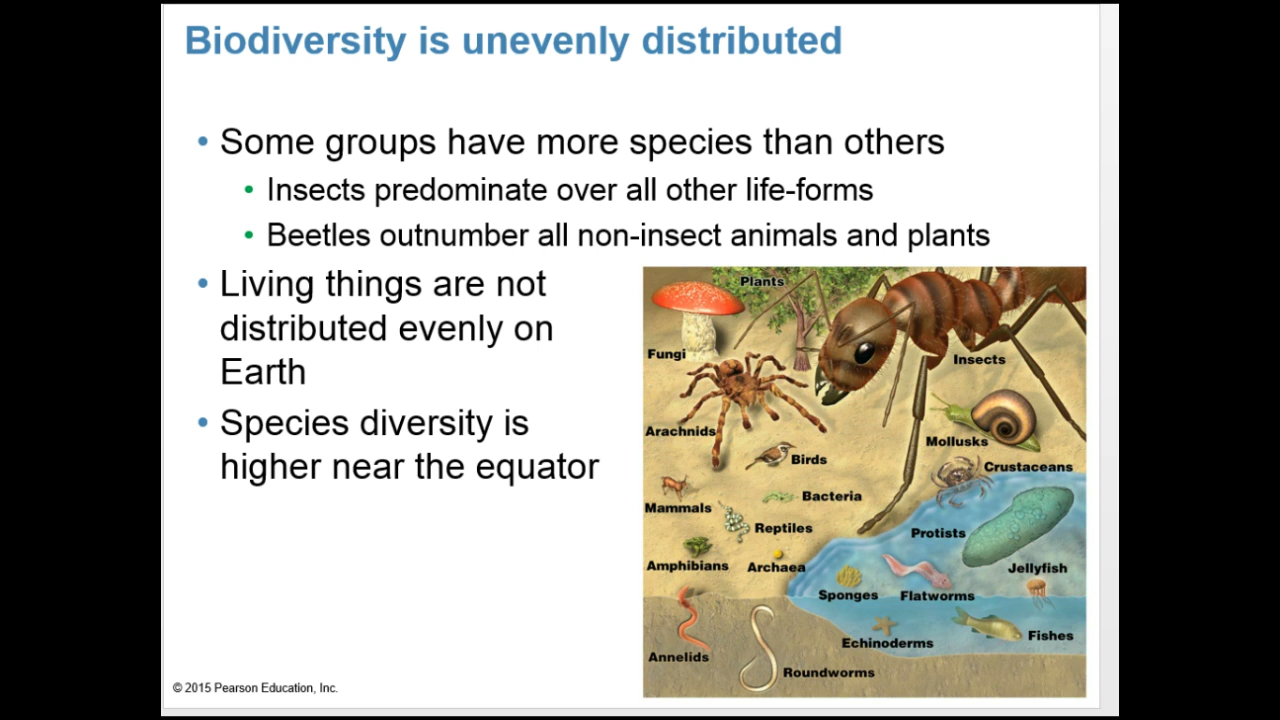 Biodiversity is unevenly distributed
• Some groups have more species than others
• Insects predominate over all other life-forms
• Beetles outnumber all non-insect animals and plants
• Living things are not
distributed evenly on
Earth
• Species diversity is
higher near the equator
Plants
Fungi
Insects
Arachnids
Mollusks
Birds
Crustaceans
Bacteria
Mammals
Reptiles
Protists
Amphibians
Archaea
Jellyfish
Sponges
Flatworms
Echinoderms
Fishes
Annelids
Roundworms
© 2015 Pearson Education, Inc.